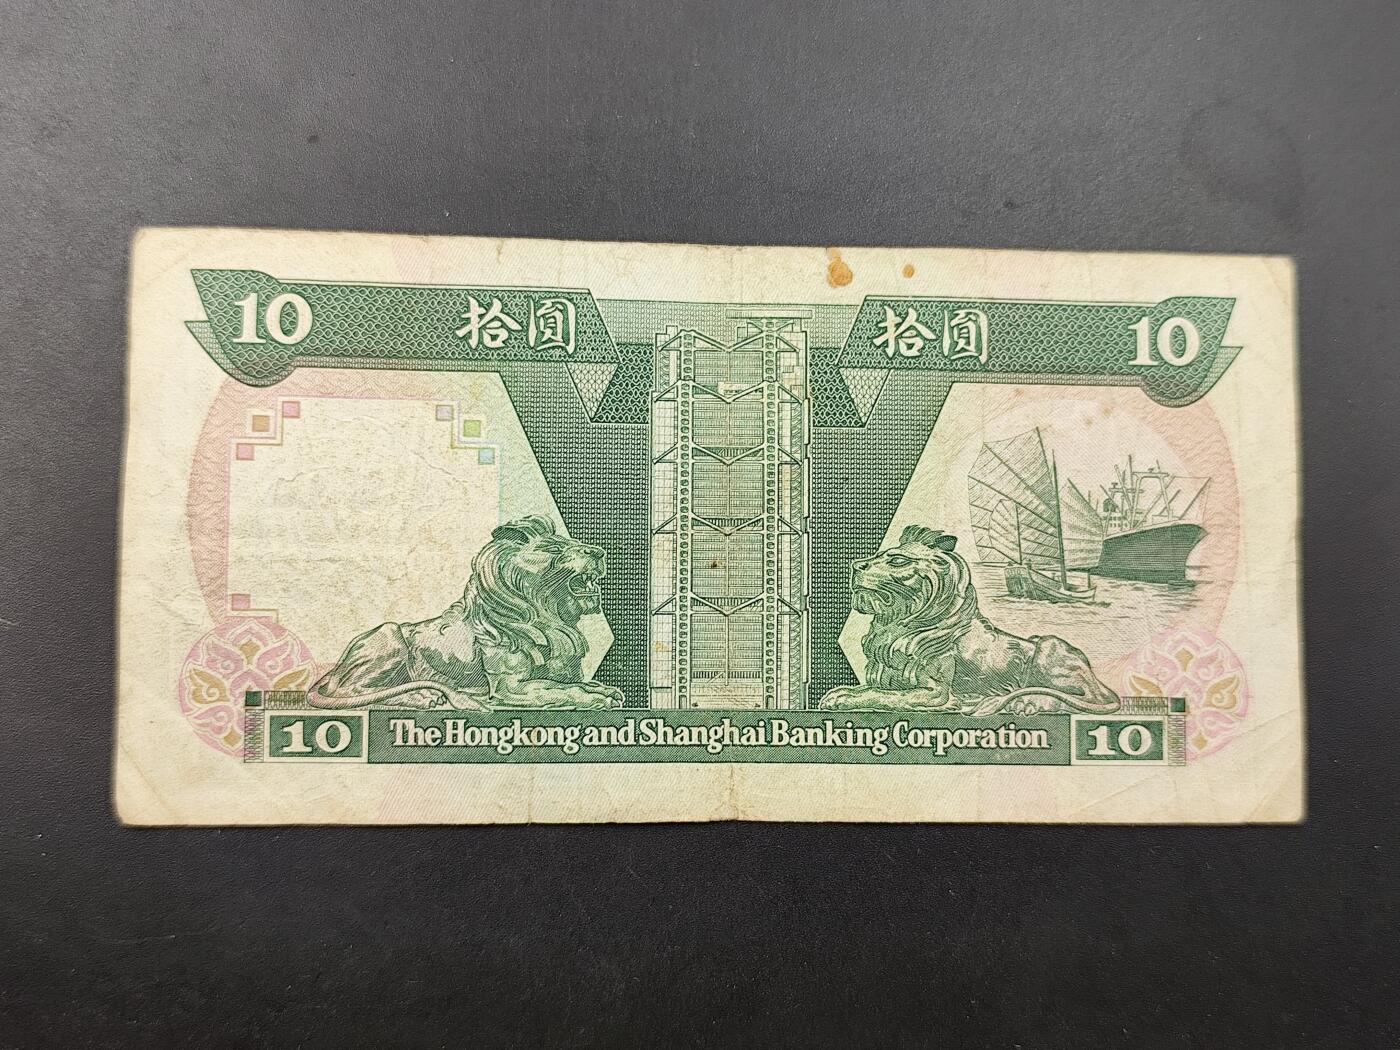 10 拾圓 拾圓 10
10 The Hongkong and Shanghai Banking Corporation 10